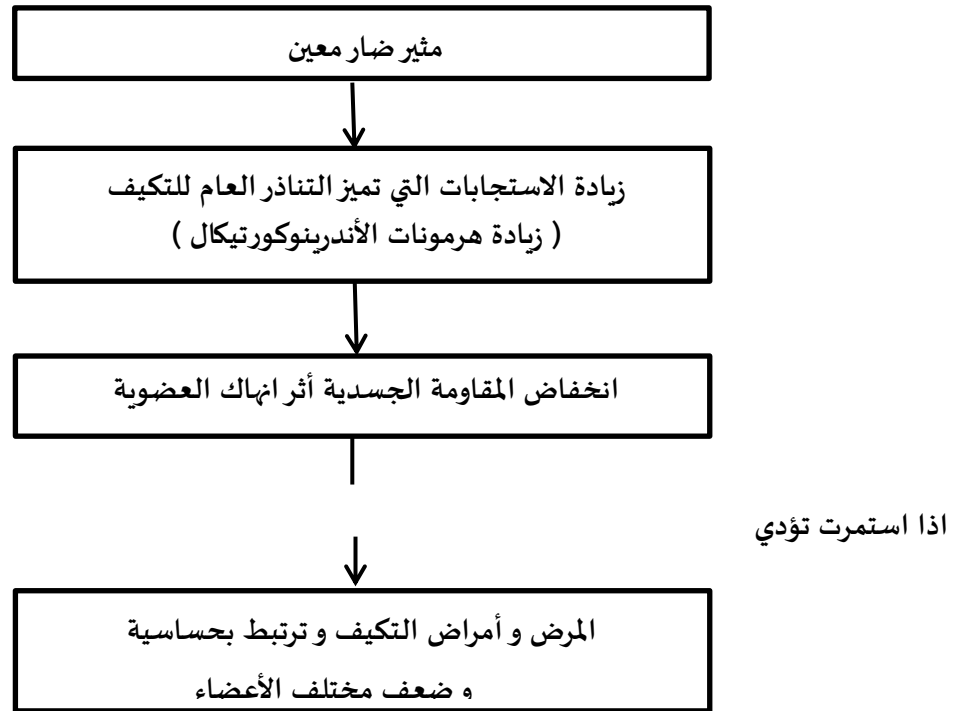 مثير ضار معين
زيادة الاستجابات التي تميز التناذر العام للتكيف
( زيادة هرمونات الأندرينوكورتيكال )
انخفاض المقاومة الجسدية أثر انهاك العضوية
اذا استمرت تؤدي
المرض و أمراض التكيف و ترتبط بحساسية
و ضعف مختلف الأعضاء